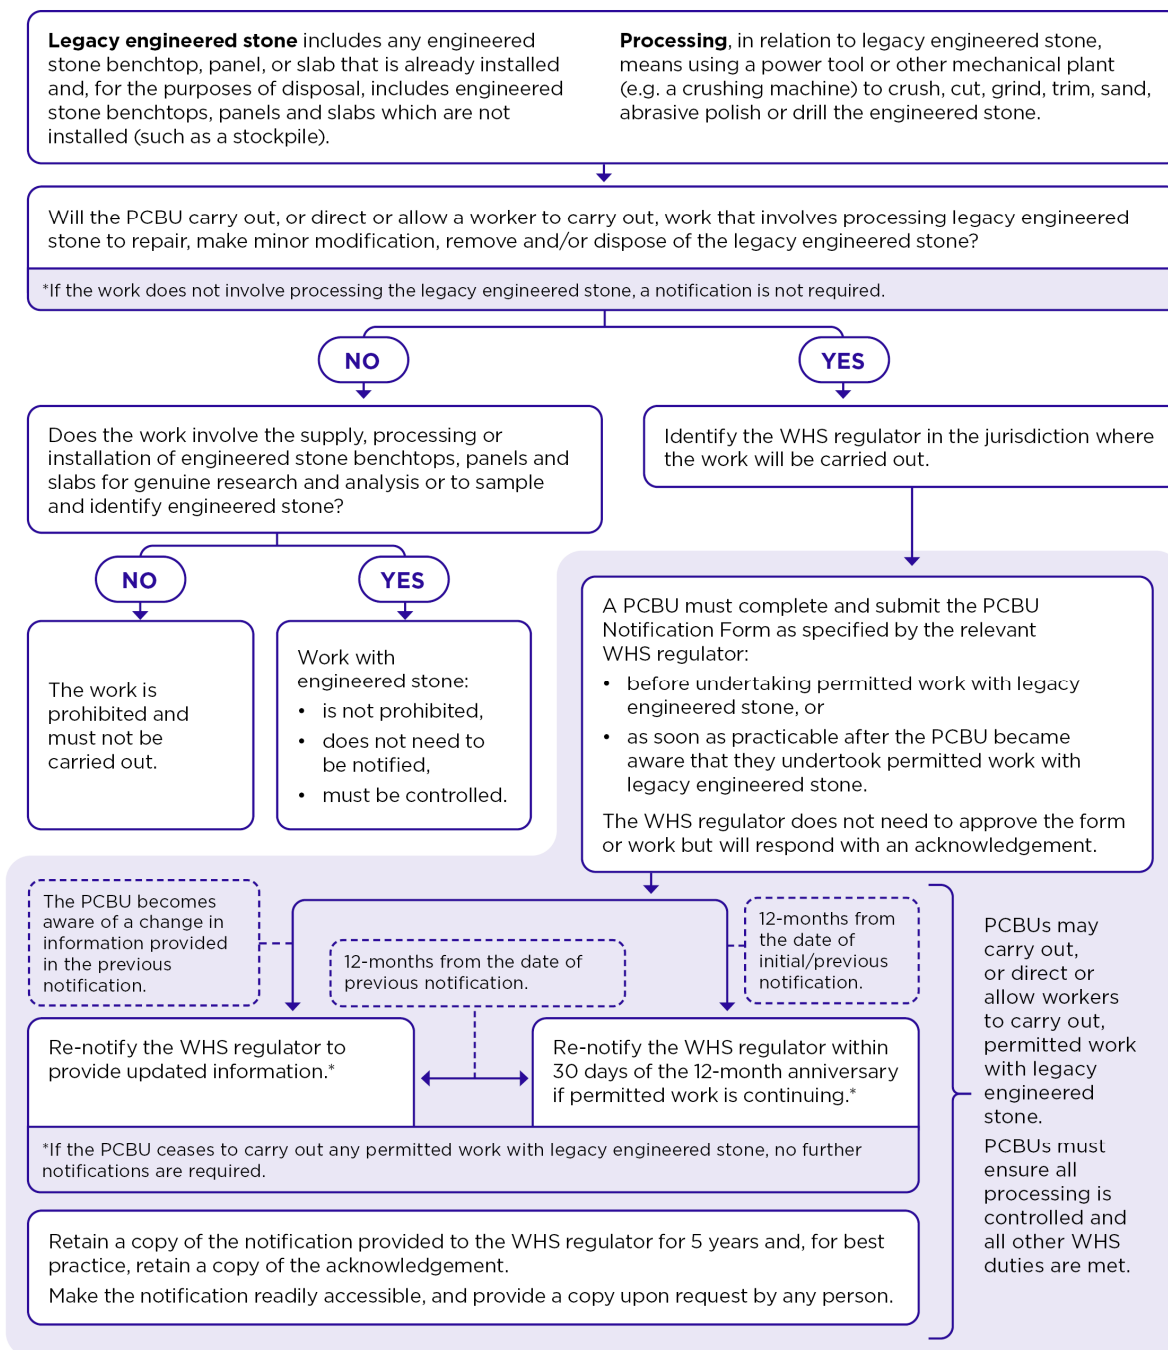 Legacy engineered stone includes any engineered
stone benchtop, panel, or slab that is already installed
and, for the purposes of disposal, includes engineered
stone benchtops, panels and slabs which are not
installed (such as a stockpile).
Processing, in relation to legacy engineered stone,
means using a power tool or other mechanical plant
(e.g. a crushing machine) to crush, cut, grind, trim, sand,
abrasive polish or drill the engineered stone.
Will the PCBU carry out, or direct or allow a worker to carry out, work that involves processing legacy engineered
stone to repair, make minor modification, remove and/or dispose of the legacy engineered stone?
*If the work does not involve processing the legacy engineered stone, a notification is not required.
NO
YES
Does the work involve the supply, processing or
installation of engineered stone benchtops, panels and
slabs for genuine research and analysis or to sample
and identify engineered stone?
Identify the WHS regulator in the jurisdiction where
the work will be carried out.
NO
YES
The work is
prohibited and
must not be
carried out.
Work with
engineered stone:
• is not prohibited,
• does not need to
be notified,
• must be controlled.
A PCBU must complete and submit the PCBU
Notification Form as specified by the relevant
WHS regulator:
• before undertaking permitted work with legacy
engineered stone, or
• as soon as practicable after the PCBU became
aware that they undertook permitted work with
legacy engineered stone.
The WHS regulator does not need to approve the form
or work but will respond with an acknowledgement.
The PCBU becomes
aware of a change in
information provided
in the previous
notification.
12-months from the date of
previous notification.
12-months from
the date of
initial/previous
notification.
Re-notify the WHS regulator to
provide updated information.*
Re-notify the WHS regulator within
30 days of the 12-month anniversary
if permitted work is continuing.*
*If the PCBU ceases to carry out any permitted work with legacy engineered stone, no further
notifications are required.
Retain a copy of the notification provided to the WHS regulator for 5 years and, for best
practice, retain a copy of the acknowledgement.
Make the notification readily accessible, and provide a copy upon request by any person.
PCBUs may
carry out,
or direct or
allow workers
to carry out,
permitted work
with legacy
engineered
stone.
PCBUs must
ensure all
processing is
controlled and
all other WHS
duties are met.